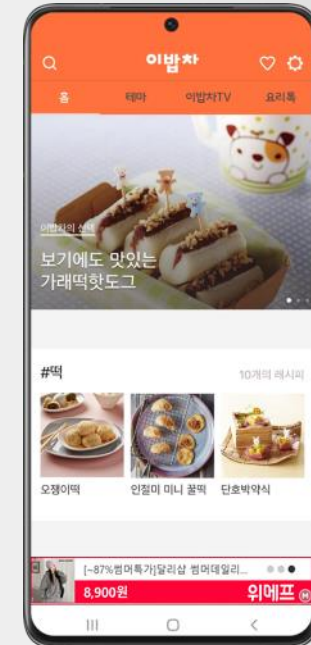 이밥차
홈 테마 이밥차TV 요리톡
이밥차의 선택
보기에도 맛있는
가래떡핫도그
#떡 10개의 레시피
오쟁이떡 인절미 미니 꿀떡 단호박약식
[~87%썸머특가]달리샵 썸머데일리...
8,900원 위메프